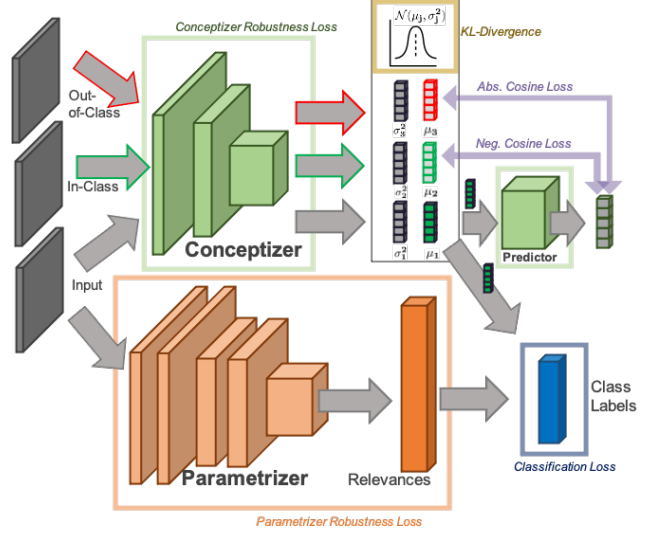 Conceptizer Robustness Loss
𝒩(μⱼ, σⱼ²)
KL-Divergence
Out-
of-Class
Abs. Cosine Loss
σ₃² μ₃
Neg. Cosine Loss
In-Class
σ₂² μ₂
Conceptizer
σ₁² μ₁
Predictor
Input
Class
Labels
Parametrizer
Relevances
Classification Loss
Parametrizer Robustness Loss